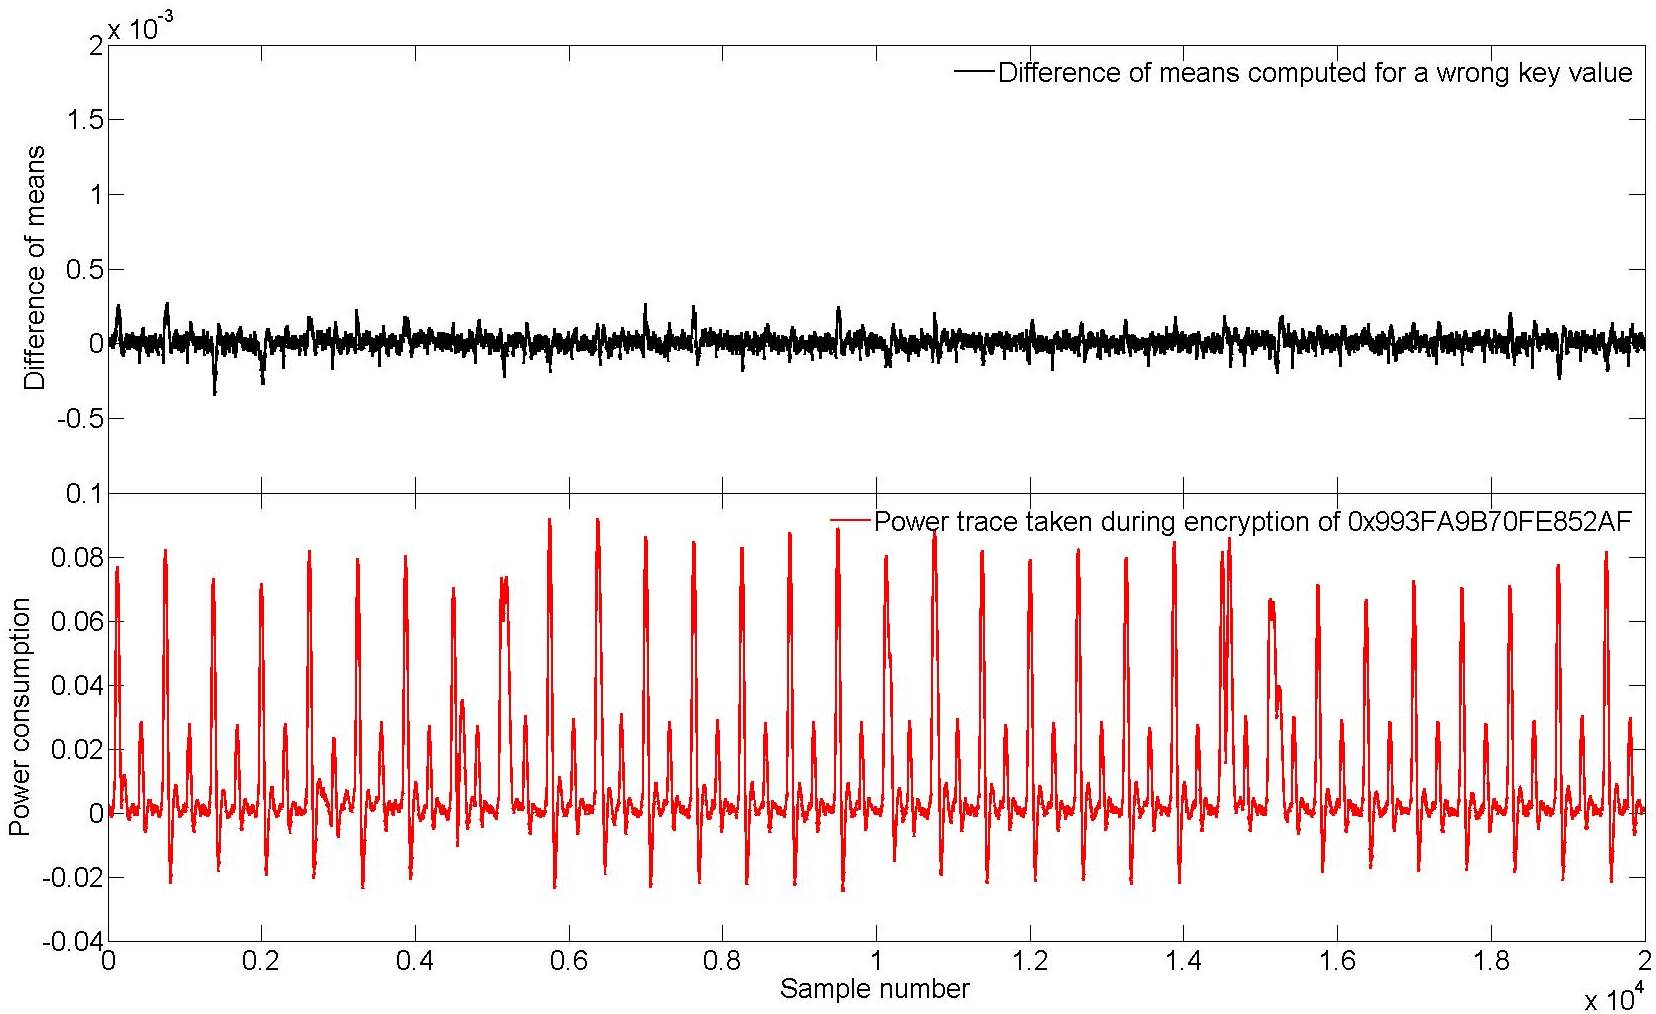 x 10-3
2
Difference of means computed for a wrong key value
1.5
1
0.5
0
-0.5
Difference of means
0.1
Power trace taken during encryption of 0x993FA9B70FE852AF
0.08
0.06
0.04
0.02
0
-0.02
-0.04
Power consumption
0 0.2 0.4 0.6 0.8 1 1.2 1.4 1.6 1.8 2
Sample number
x 104